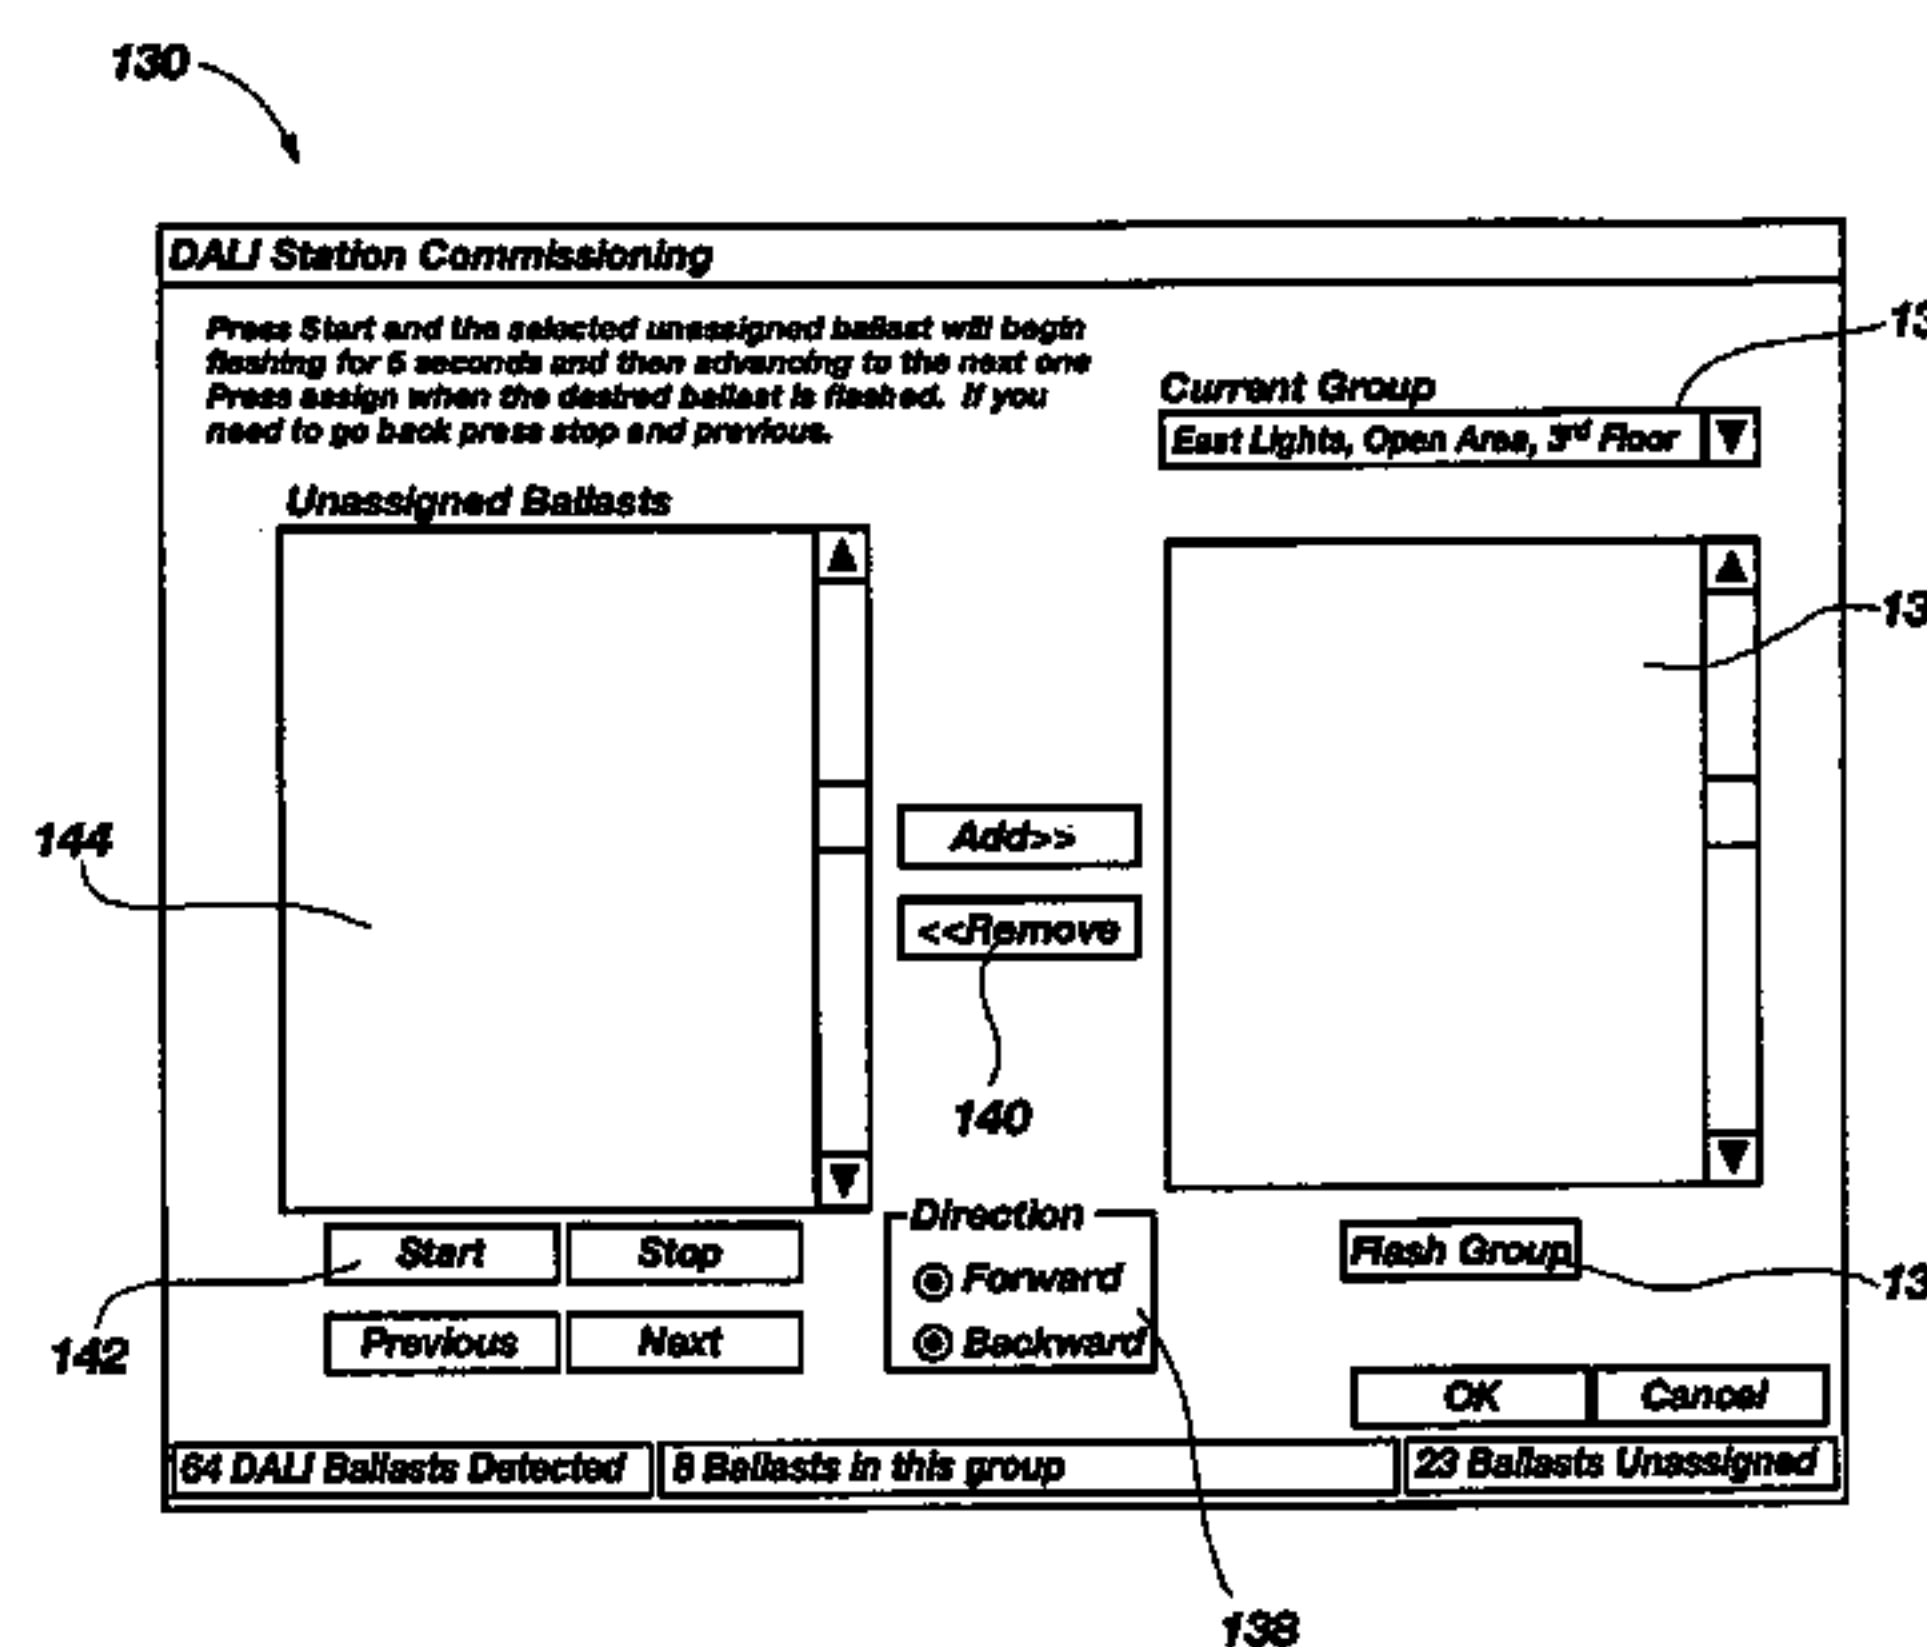 130
DALI Station Commissioning
Press Start and the selected unassigned ballast will begin
flashing for 5 seconds and then advancing to the next one
Press assign when the desired ballast is flashed. If you
need to go back press stop and previous.
13
Current Group
East Lights, Open Area, 3rd Floor
Unassigned Ballasts
13
144
Add>>
<<Remove
140
Direction
Forward
Backward
Start
Stop
Previous
Next
142
Flash Group
13
OK
Cancel
64 DALI Ballasts Detected
8 Ballasts in this group
23 Ballasts Unassigned
138